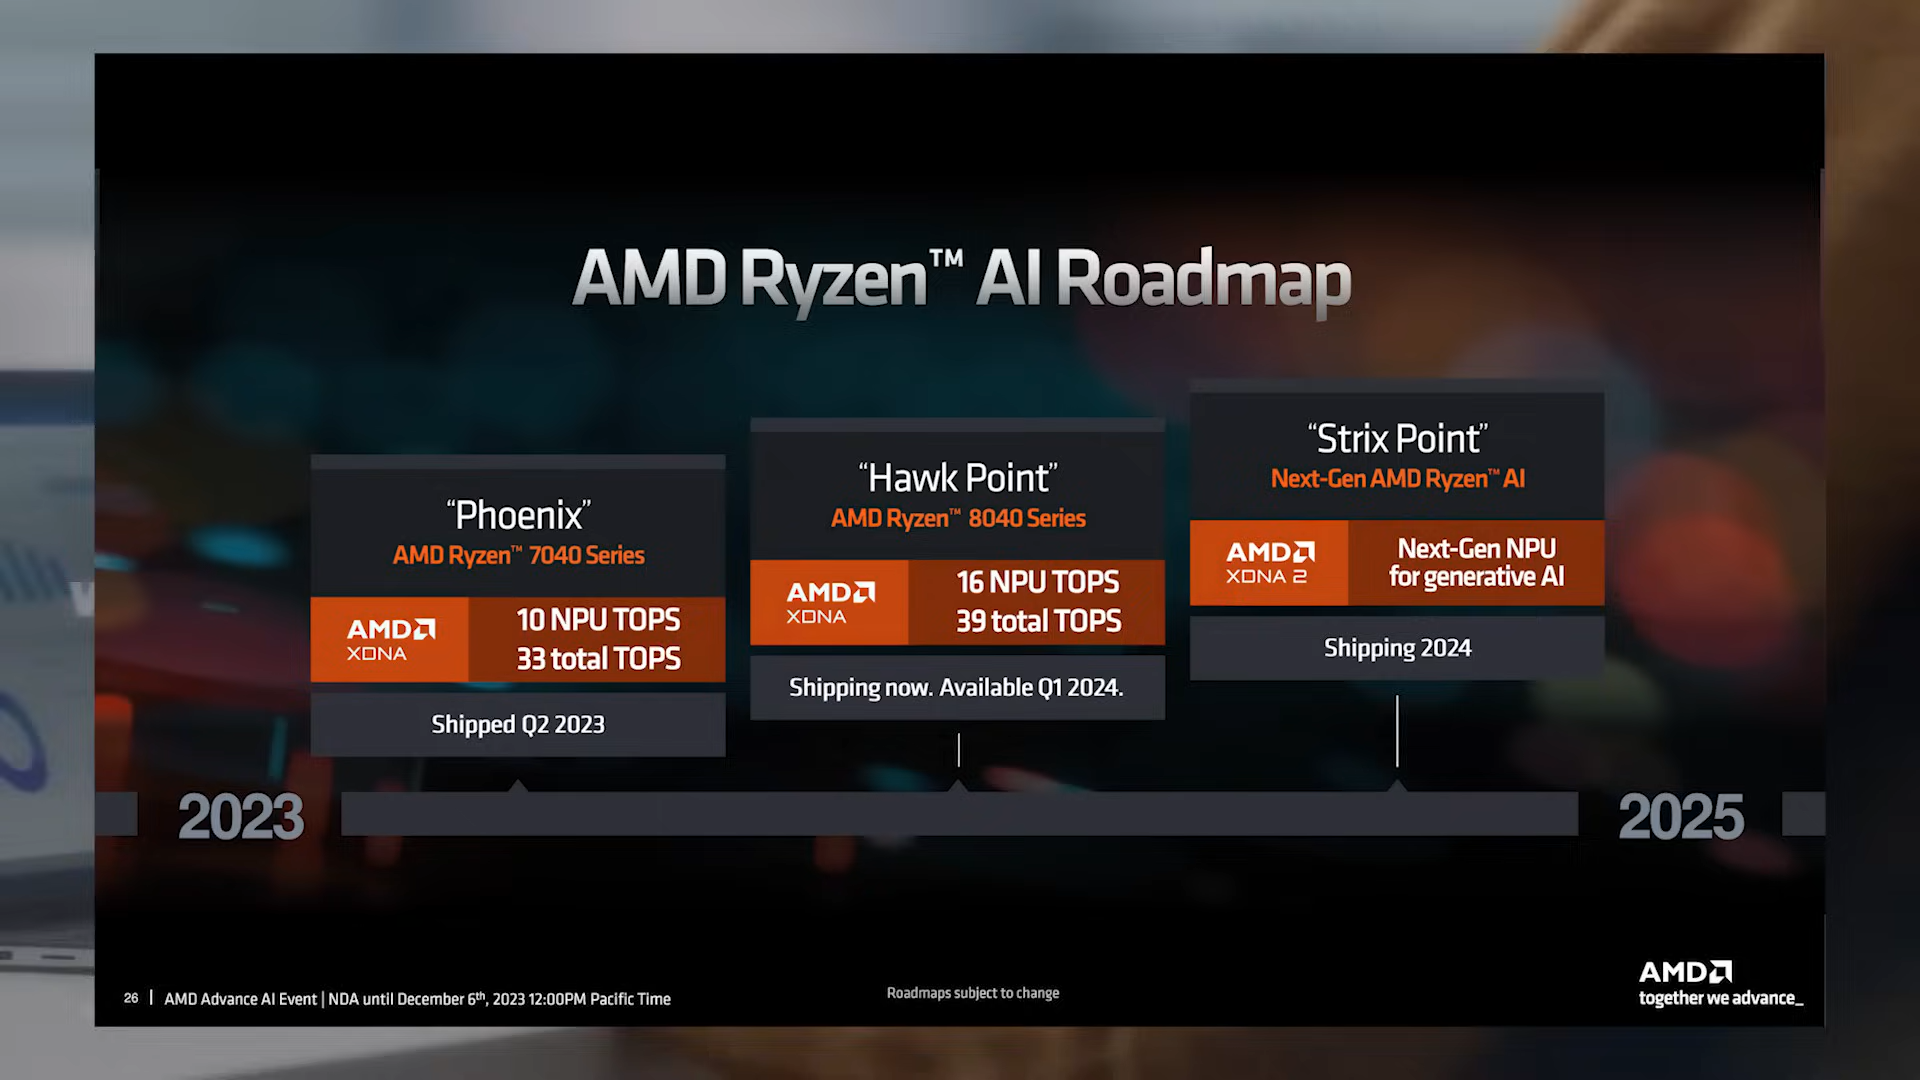 AMD Ryzen™ AI Roadmap
“Phoenix”
AMD Ryzen™ 7040 Series
AMD
XDNA
10 NPU TOPS
33 total TOPS
Shipped Q2 2023
“Hawk Point”
AMD Ryzen™ 8040 Series
AMD
XDNA
16 NPU TOPS
39 total TOPS
Shipping now. Available Q1 2024.
“Strix Point”
Next-Gen AMD Ryzen™ AI
AMD
XDNA 2
Next-Gen NPU
for generative AI
Shipping 2024
2023
2025
26 | AMD Advance AI Event | NDA until December 6th, 2023 12:00PM Pacific Time
Roadmaps subject to change
AMD
together we advance_